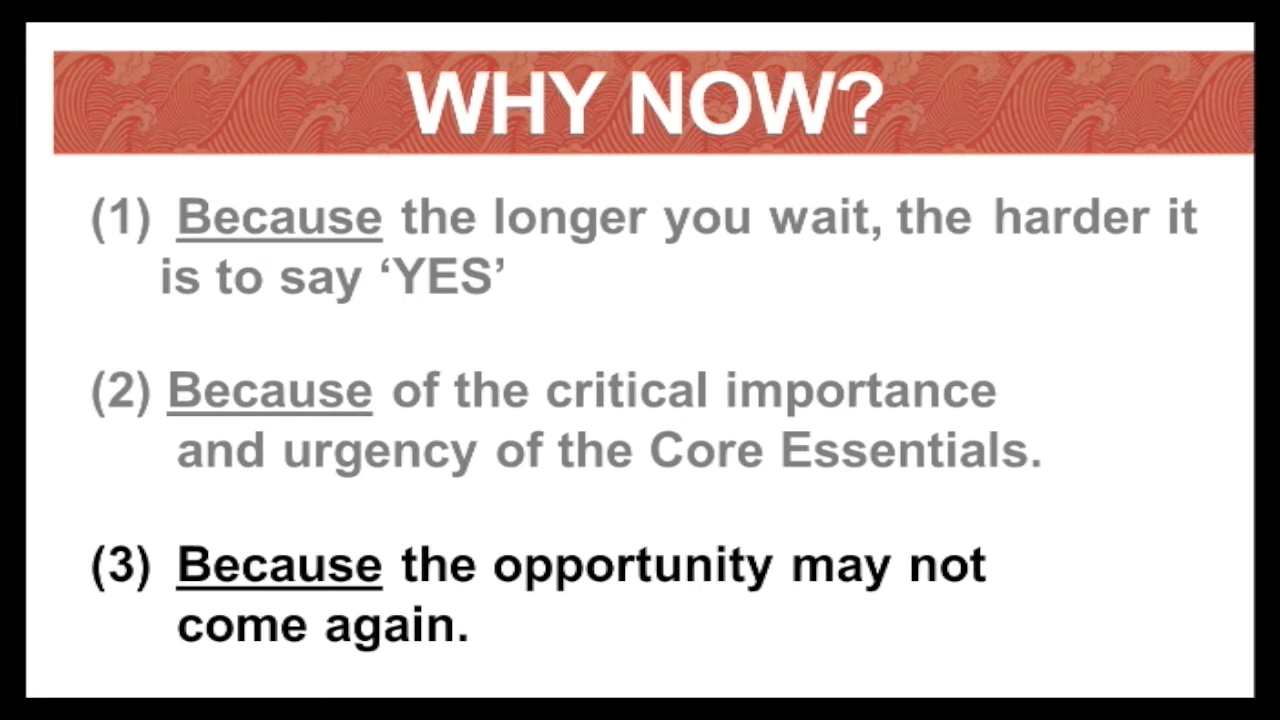 WHY NOW?
(1) Because the longer you wait, the harder it
is to say ‘YES’
(2) Because of the critical importance
and urgency of the Core Essentials.
(3) Because the opportunity may not
come again.